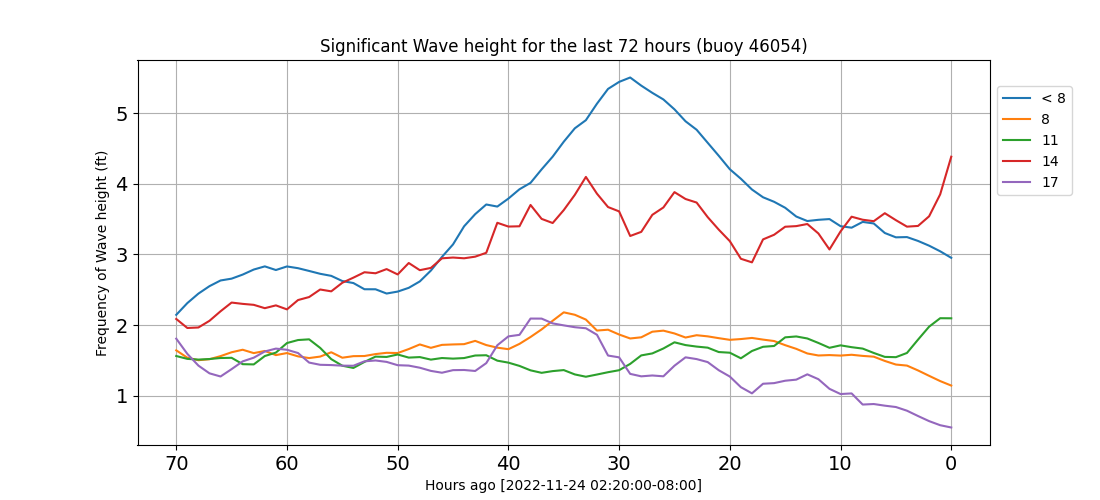 Significant Wave height for the last 72 hours (buoy 46054)
Frequency of Wave height (ft)
5
4
3
2
1
70 60 50 40 30 20 10 0
Hours ago [2022-11-24 02:20:00-08:00]
< 8
8
11
14
17